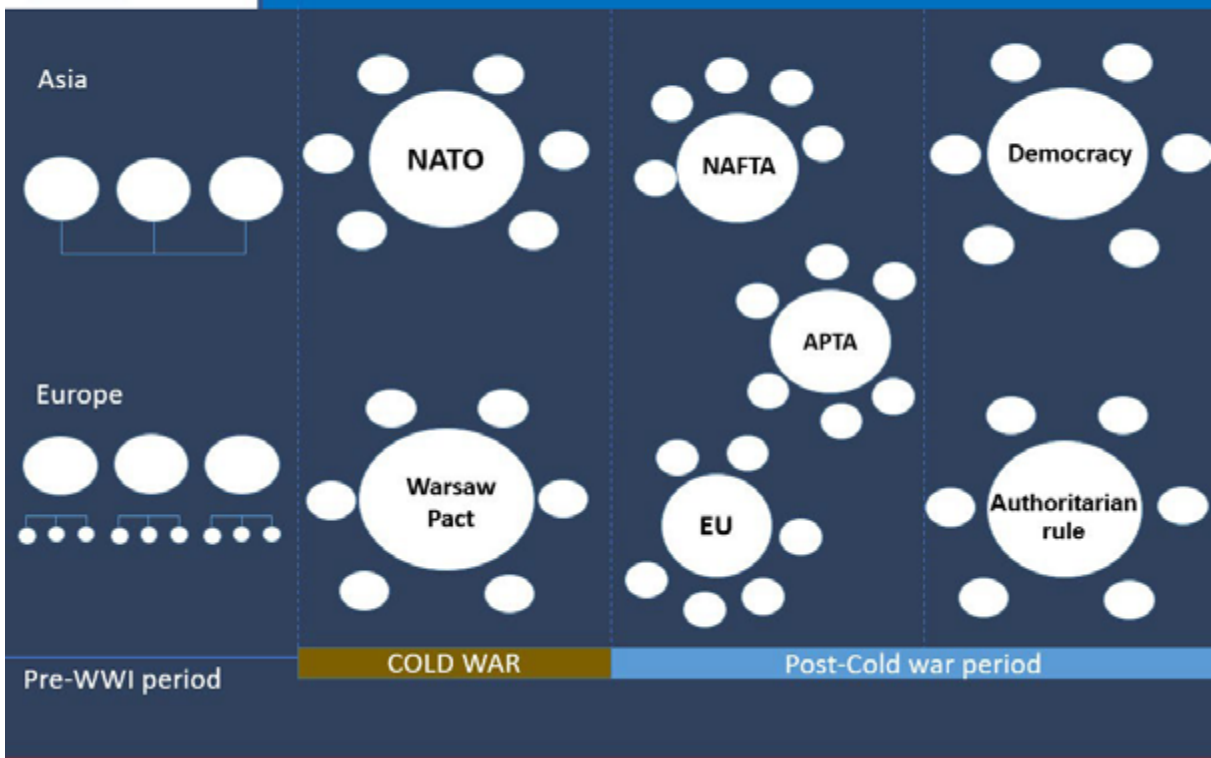 Asia
NATO
NAFTA
Democracy
APTA
Europe
Warsaw
Pact
EU
Authoritarian
rule
COLD WAR
Post-Cold war period
Pre-WWI period